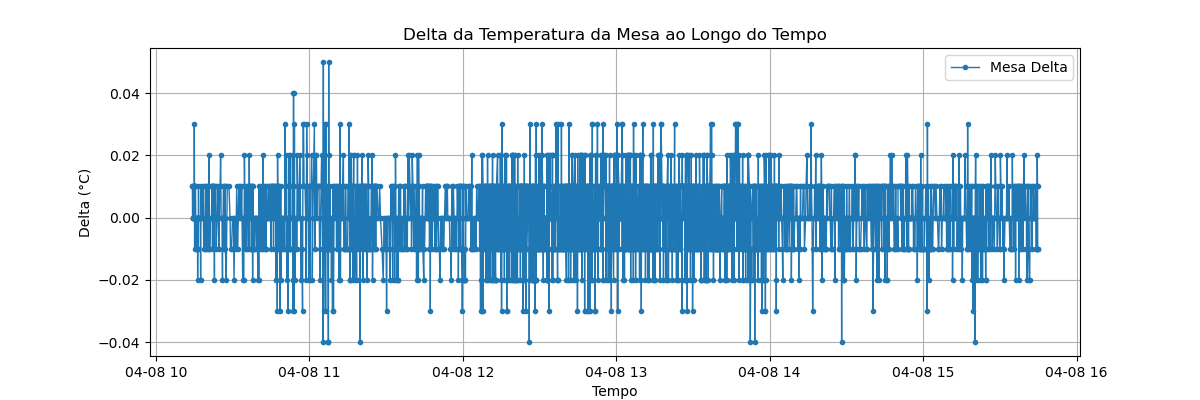 Delta da Temperatura da Mesa ao Longo do Tempo
Mesa Delta
Delta (°C)
0.04
0.02
0.00
−0.02
−0.04
04-08 10 04-08 11 04-08 12 04-08 13 04-08 14 04-08 15 04-08 16
Tempo